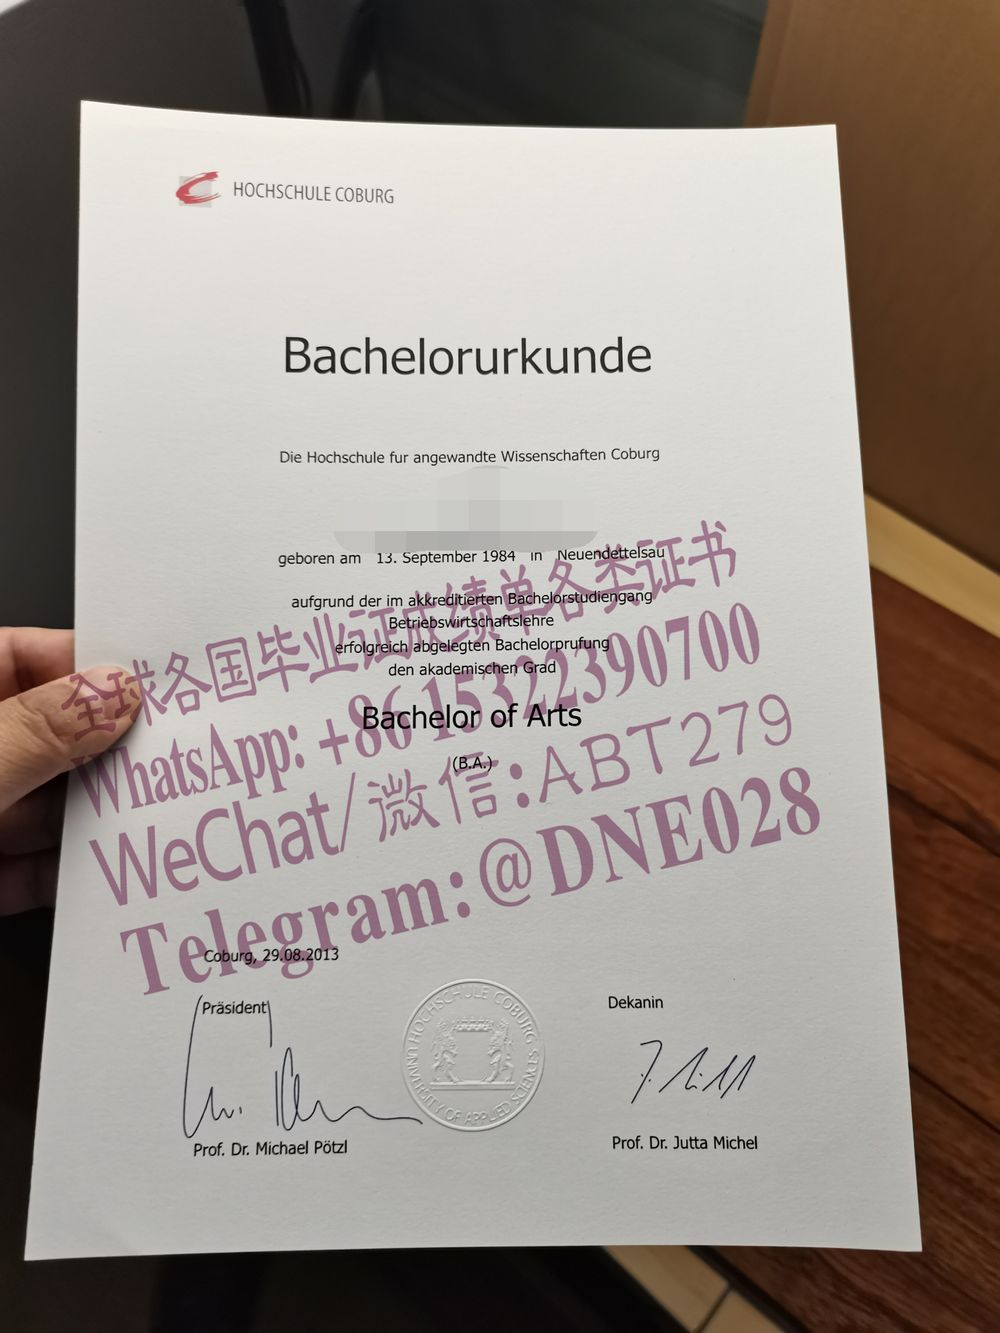 HOCHSCHULE COBURG
Bachelorurkunde
Die Hochschule fur angewandte Wissenschaften Coburg
geboren am 13. September 1984 in Neuendettelsau
aufgrund der im akkreditierten Bachelorstudiengang
Betriebswirtschaftslehre
erfolgreich abgelegten Bachelorprufung
den akademischen Grad
Bachelor of Arts
(B.A.)
全球各国毕业证成绩单各类证书
WhatsApp: +86 15322390700
WeChat/微信:ABT279
Telegram:@DNE028
Coburg, 29.08.2013
Präsident
Dekanin
HOCHSCHULE COBURG
UNIVERSITY OF APPLIED SCIENCES
Prof. Dr. Michael Pötzl
Prof. Dr. Jutta Michel